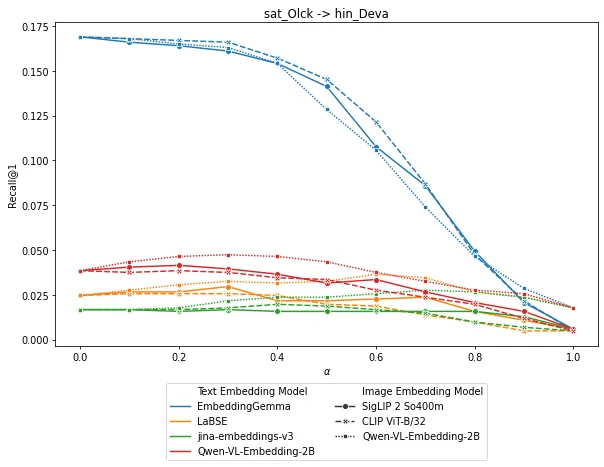 sat_Olck -> hin_Deva
0.175
0.150
0.125
0.100
0.075
0.050
0.025
0.000
Recall@1
0.0 0.2 0.4 0.6 0.8 1.0
α
Text Embedding Model
EmbeddingGemma
LaBSE
jina-embeddings-v3
Qwen-VL-Embedding-2B
Image Embedding Model
SigLIP 2 So400m
CLIP ViT-B/32
Qwen-VL-Embedding-2B